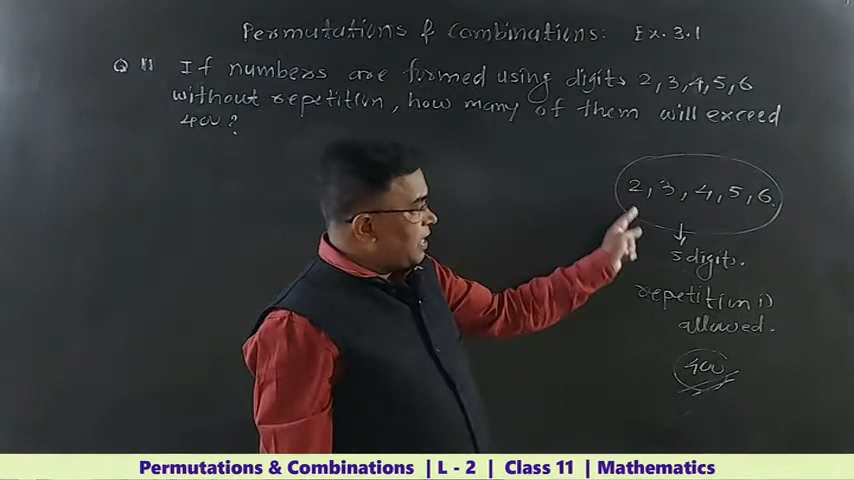 Permutations & Combinations: Ex. 3.1
Q 11 If numbers are formed using digits 2,3,4,5,6
without repetition, how many of them will exceed
400?
2, 3, 4, 5, 6.
5 digits.
repetition is
allowed.
400
Permutations & Combinations | L - 2 | Class 11 | Mathematics